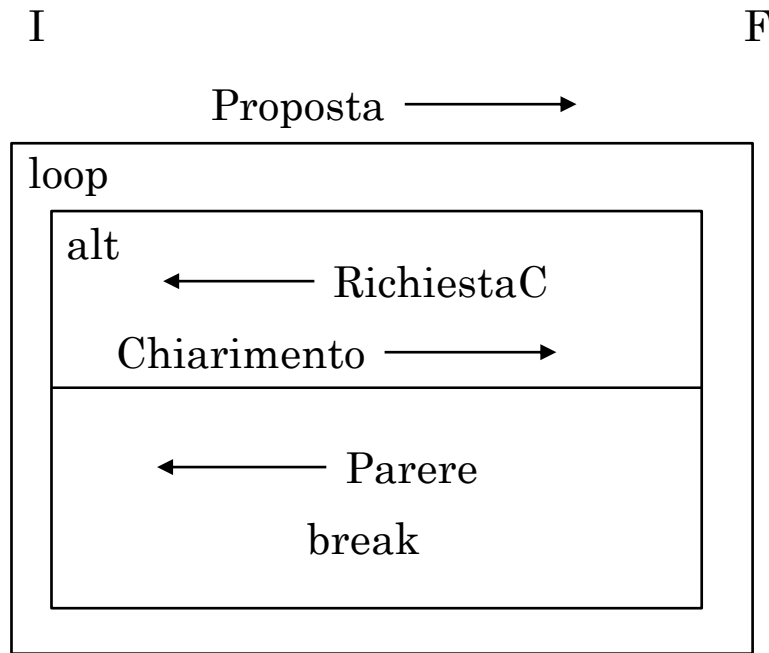 I F
Proposta
loop
alt
RichiestaC
Chiarimento
Parere
break